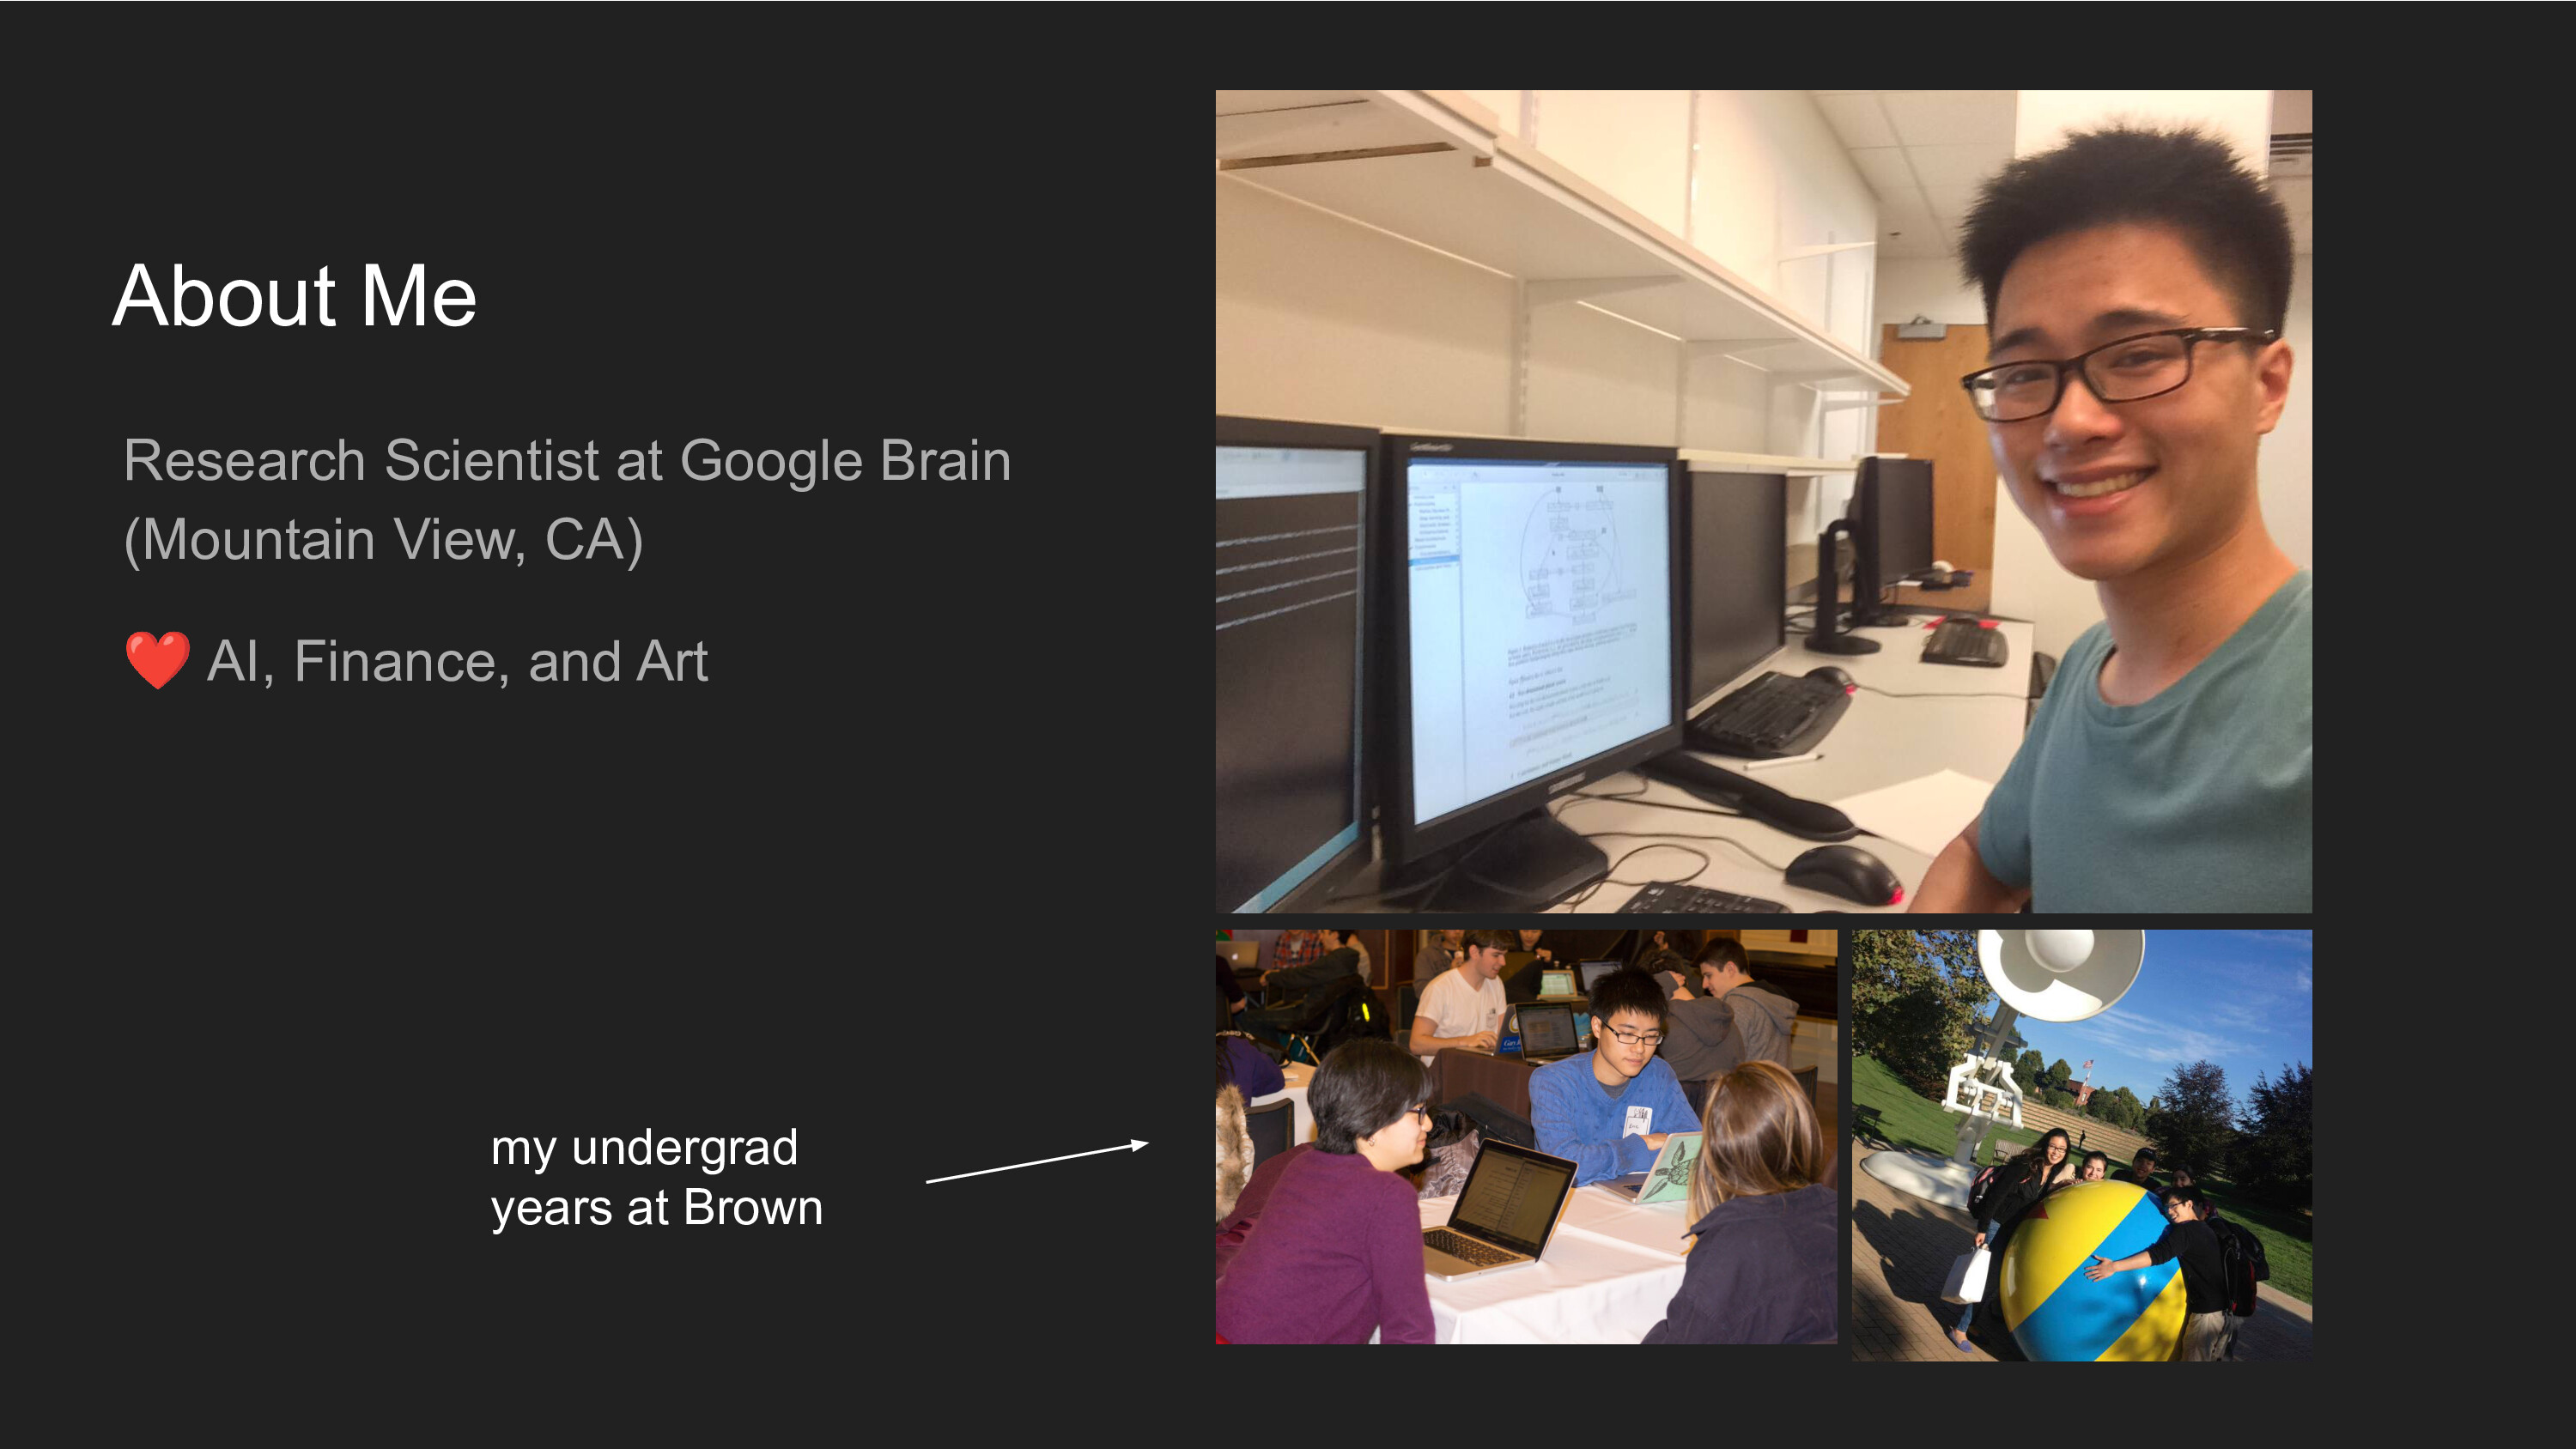 About Me
Research Scientist at Google Brain
(Mountain View, CA)
❤️ AI, Finance, and Art
my undergrad
years at Brown